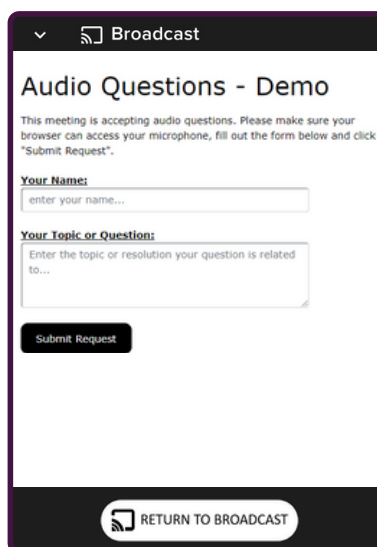 Broadcast
Audio Questions - Demo
This meeting is accepting audio questions. Please make sure your
browser can access your microphone, fill out the form below and click
"Submit Request".
Your Name:
enter your name...
Your Topic or Question:
Enter the topic or resolution your question is related
to...
Submit Request
RETURN TO BROADCAST